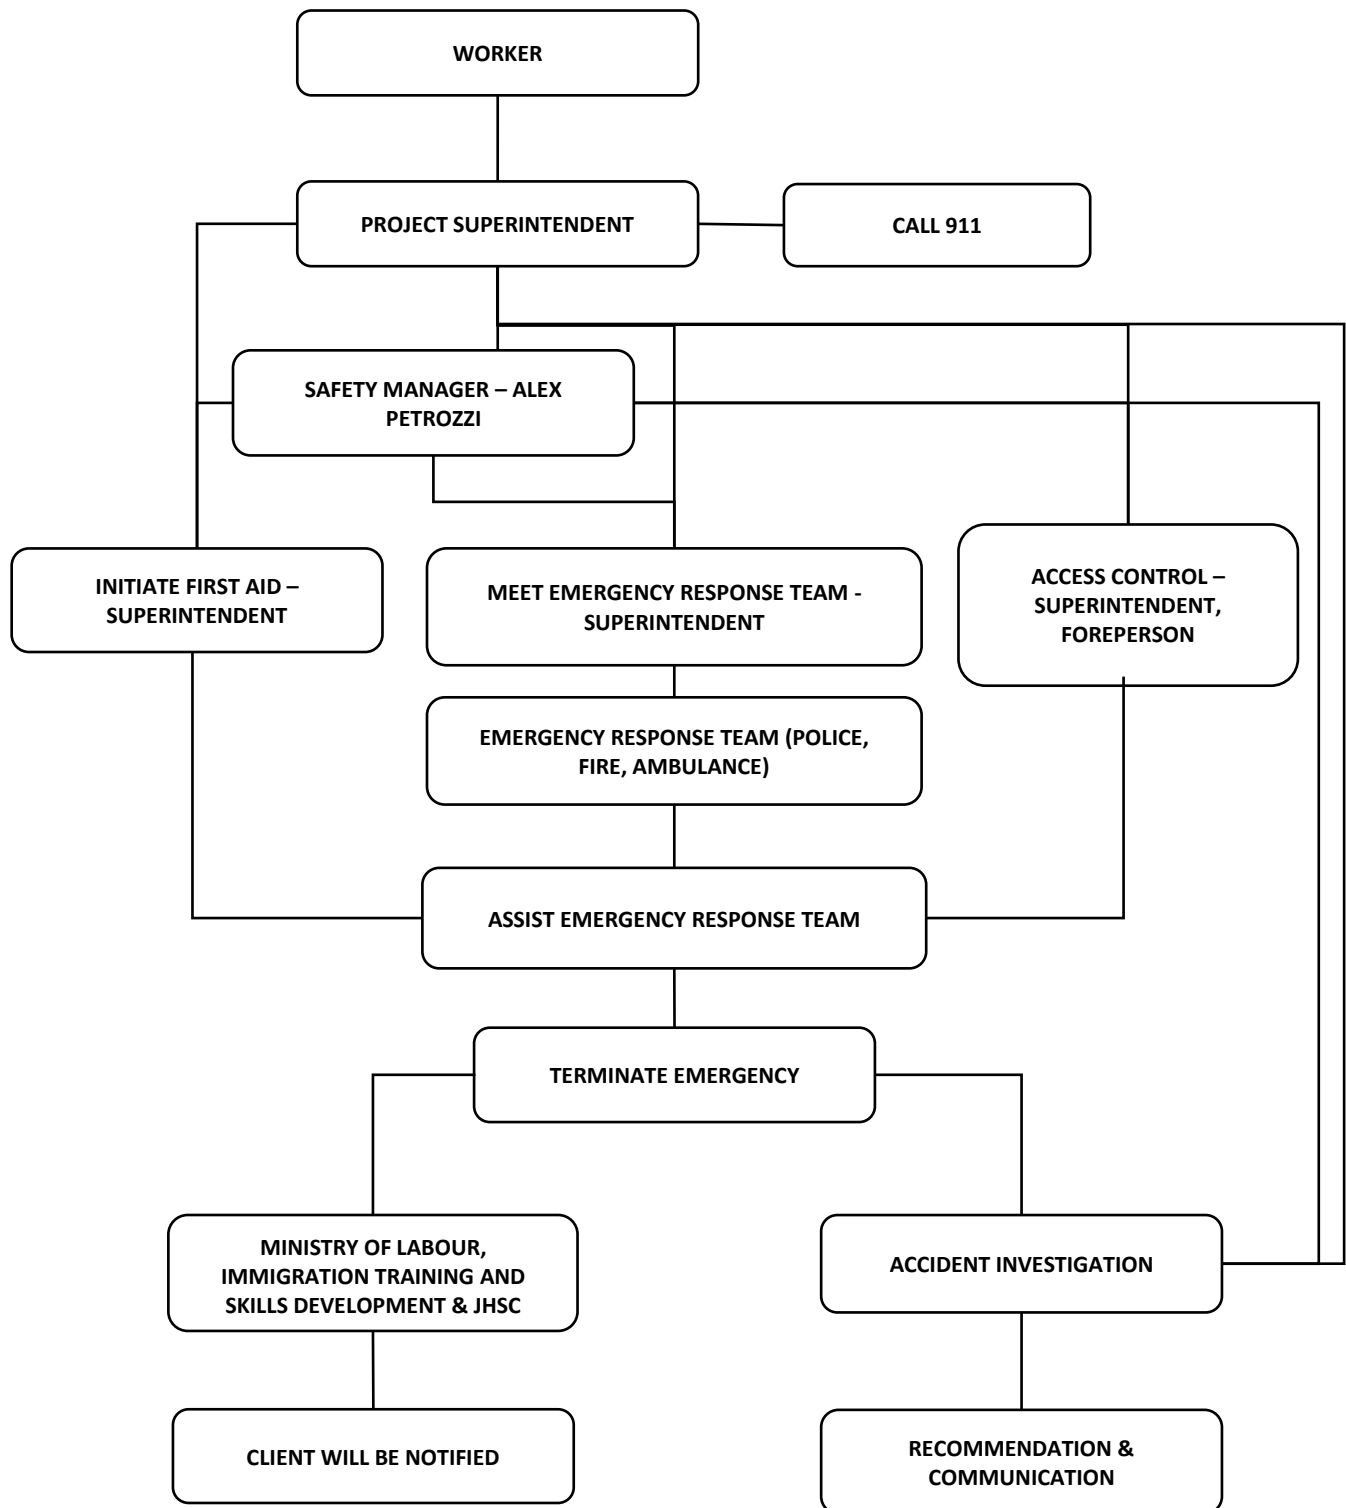 WORKER
PROJECT SUPERINTENDENT
CALL 911
SAFETY MANAGER – ALEX
PETROZZI
INITIATE FIRST AID –
SUPERINTENDENT
MEET EMERGENCY RESPONSE TEAM -
SUPERINTENDENT
ACCESS CONTROL –
SUPERINTENDENT,
FOREPERSON
EMERGENCY RESPONSE TEAM (POLICE,
FIRE, AMBULANCE)
ASSIST EMERGENCY RESPONSE TEAM
TERMINATE EMERGENCY
MINISTRY OF LABOUR,
IMMIGRATION TRAINING AND
SKILLS DEVELOPMENT & JHSC
ACCIDENT INVESTIGATION
CLIENT WILL BE NOTIFIED
RECOMMENDATION &
COMMUNICATION